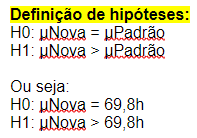 Definição de hipóteses:
H0: μNova = μPadrão
H1: μNova > μPadrão
Ou seja:
H0: μNova = 69,8h
H1: μNova > 69,8h